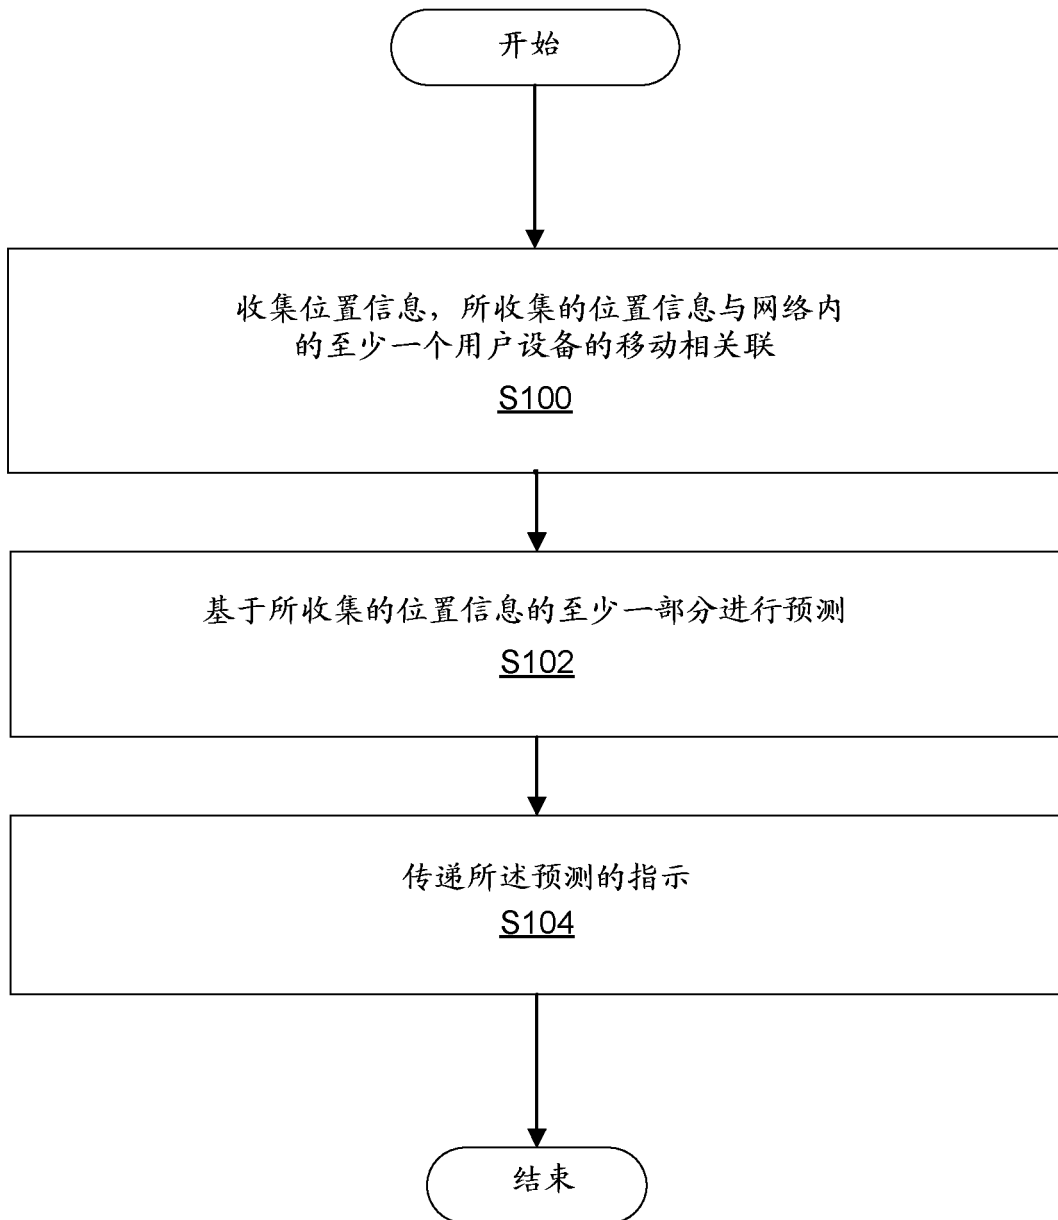 开始
收集位置信息，所收集的位置信息与网络内
的至少一个用户设备的移动相关联
S100
基于所收集的位置信息的至少一部分进行预测
S102
传递所述预测的指示
S104
结束